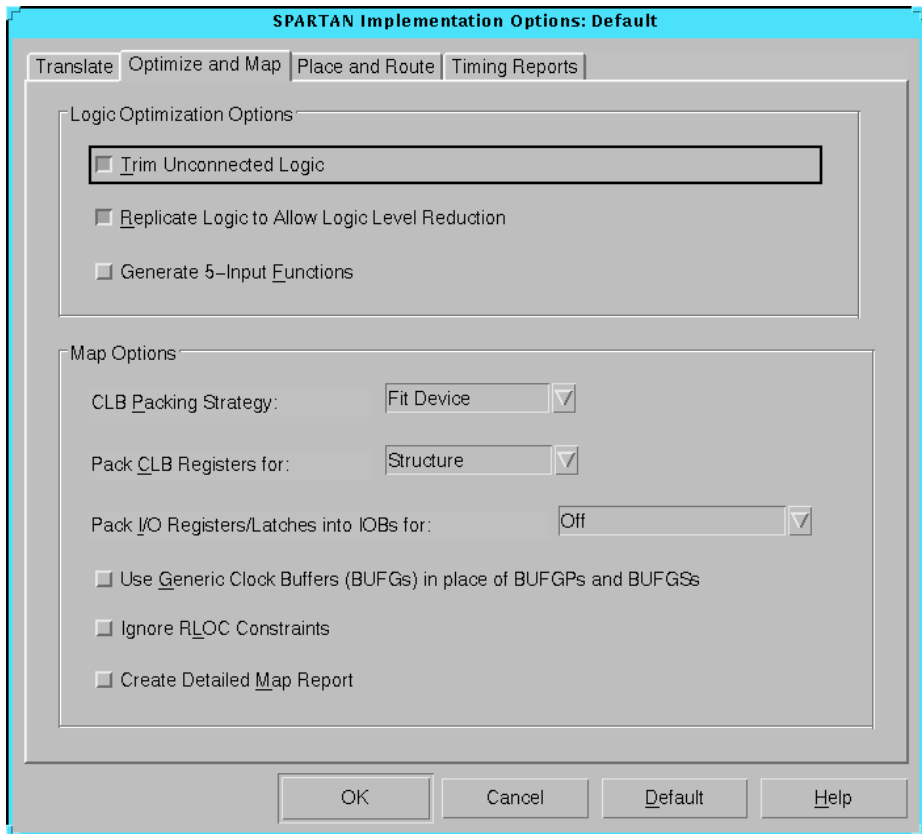 SPARTAN Implementation Options: Default
Translate Optimize and Map Place and Route Timing Reports
Logic Optimization Options
Trim Unconnected Logic
Replicate Logic to Allow Logic Level Reduction
Generate 5-Input Functions
Map Options
CLB Packing Strategy: Fit Device
Pack CLB Registers for: Structure
Pack I/O Registers/Latches into IOBs for: Off
Use Generic Clock Buffers (BUFGs) in place of BUFGPs and BUFGSs
Ignore RLOC Constraints
Create Detailed Map Report
OK Cancel Default Help